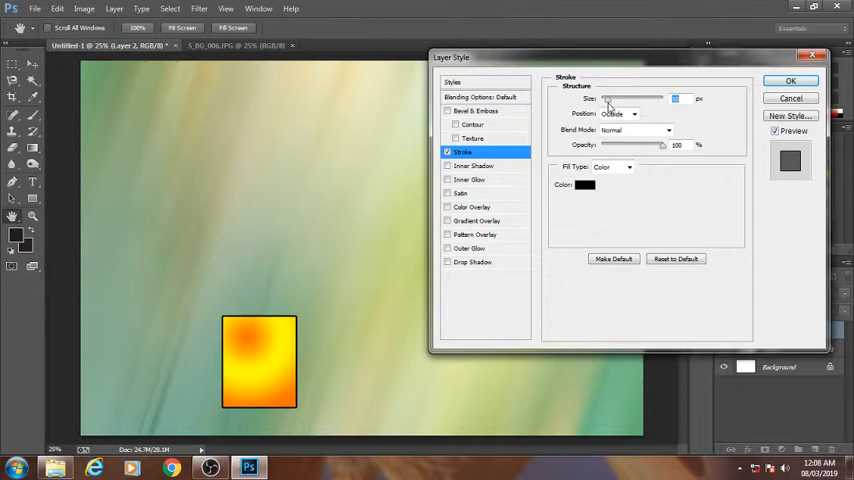 Ps File Edit Image Layer Type Select Filter View Window Help
Scroll All Windows 100% Fit Screen Fill Screen Essentials
Untitled-1 @ 25% (Layer 2, RGB/8) * × S_BG_006.JPG @ 25% (RGB/8) ×
Layer Style
Styles
Blending Options: Default
Bevel & Emboss
Contour
Texture
Stroke
Inner Shadow
Inner Glow
Satin
Color Overlay
Gradient Overlay
Pattern Overlay
Outer Glow
Drop Shadow
Stroke
Structure
Size: 10 px
Position: Outside
Blend Mode: Normal
Opacity: 100 %
Fill Type: Color
Color:
Make Default Reset to Default
OK
Cancel
New Style...
Preview
Background
25% Doc: 24.7M/28.1M
Ps
12:08 AM
08/03/2019